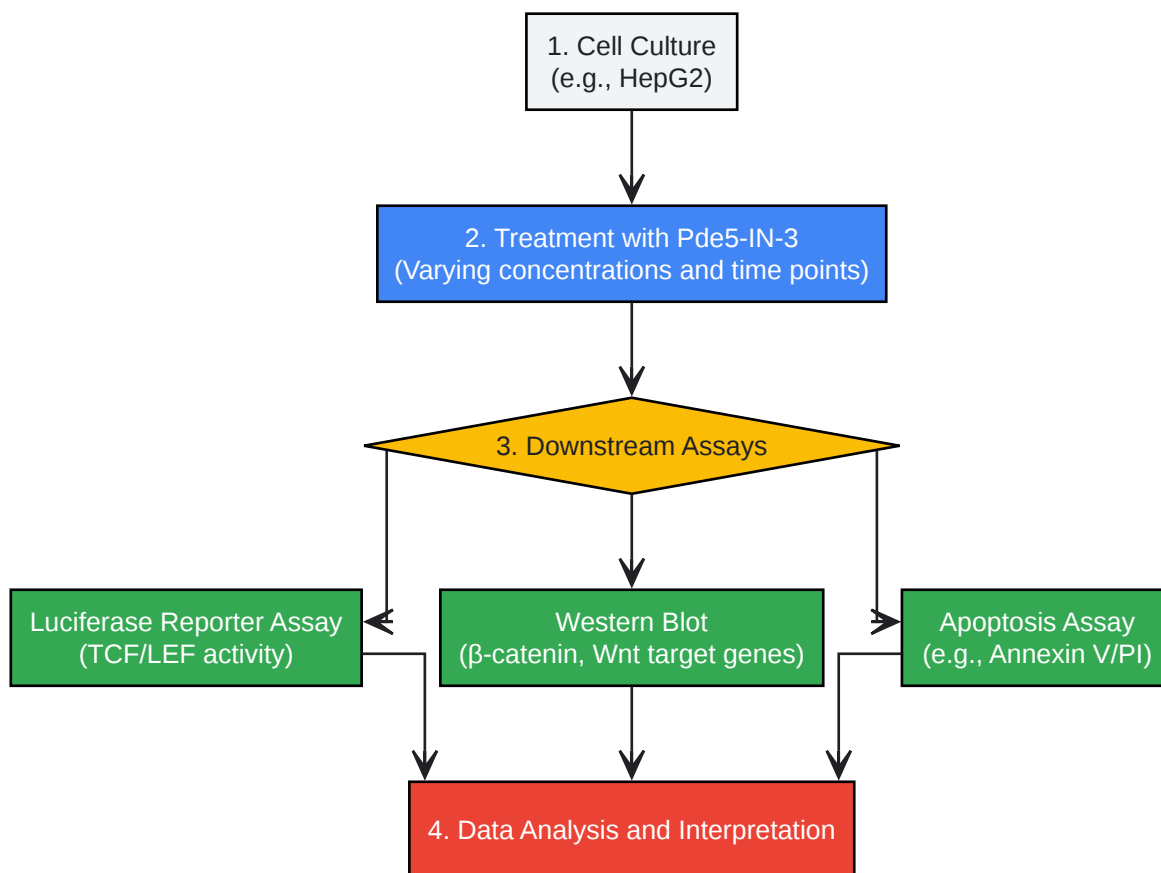 1. Cell Culture
(e.g., HepG2)
2. Treatment with Pde5-IN-3
(Varying concentrations and time points)
3. Downstream Assays
Luciferase Reporter Assay
(TCF/LEF activity)
Western Blot
(β-catenin, Wnt target genes)
Apoptosis Assay
(e.g., Annexin V/PI)
4. Data Analysis and Interpretation